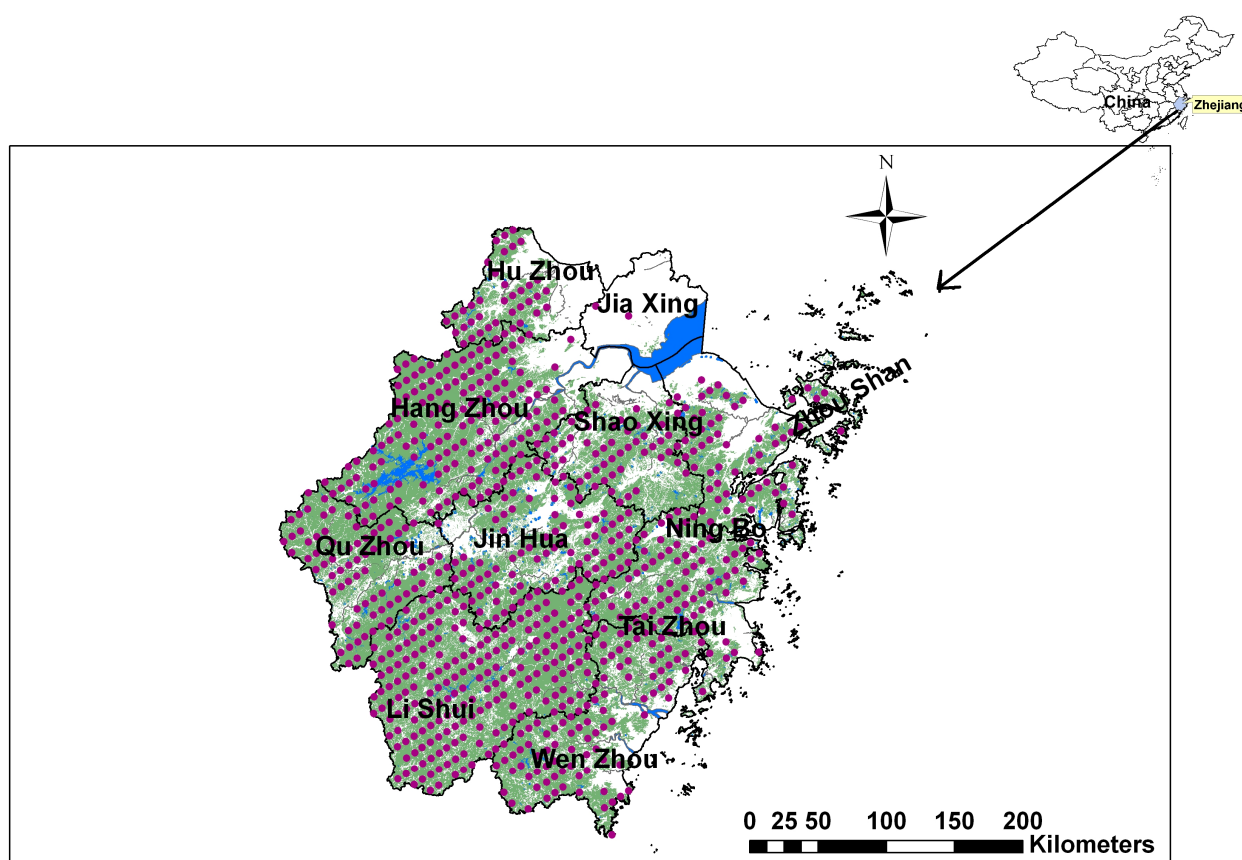 China
Zhejiang
N
Hu Zhou
Jia Xing
Zhou Shan
Hang Zhou
Shao Xing
Ning Bo
Qu Zhou
Jin Hua
Tai Zhou
Li Shui
Wen Zhou
0 25 50 100 150 200
Kilometers